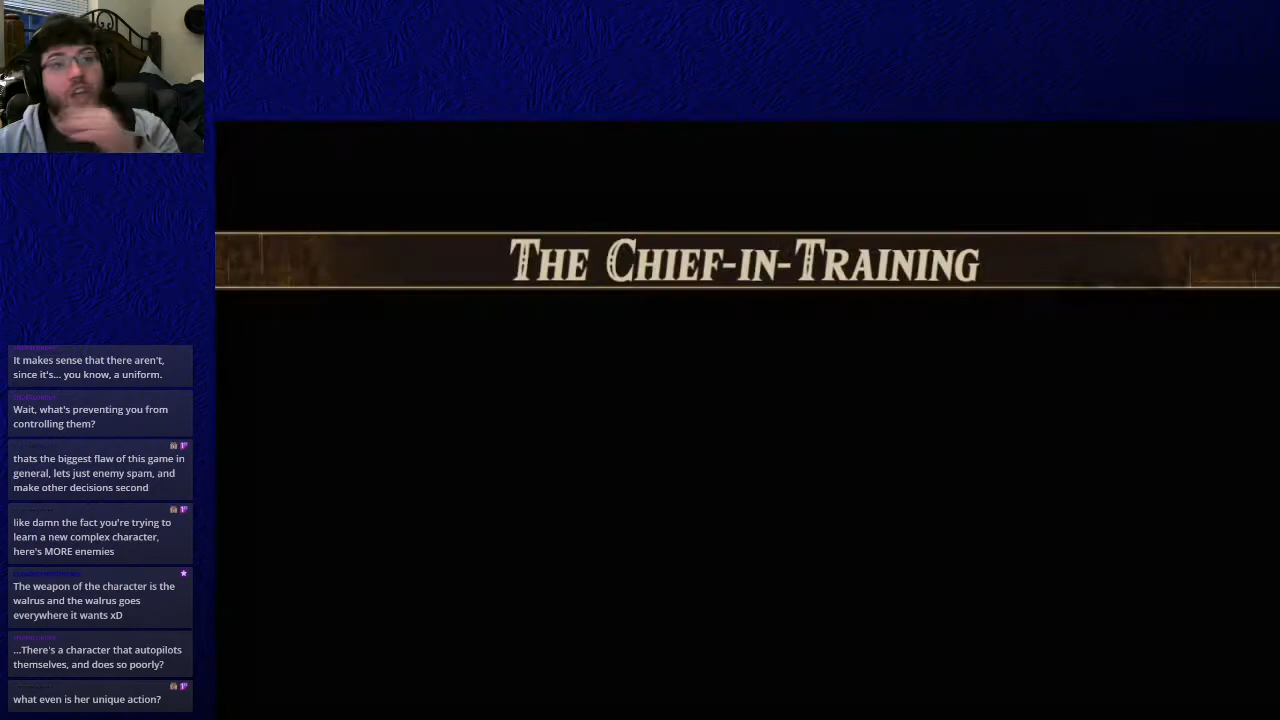 The Chief-in-Training
It makes sense that there aren't,
since it's... you know, a uniform.
Wait, what's preventing you from
controlling them?
thats the biggest flaw of this game in
general, lets just enemy spam, and
make other decisions second
like damn the fact you're trying to
learn a new complex character,
here's MORE enemies
The weapon of the character is the
walrus and the walrus goes
everywhere it wants xD
...There's a character that autopilots
themselves, and does so poorly?
what even is her unique action?